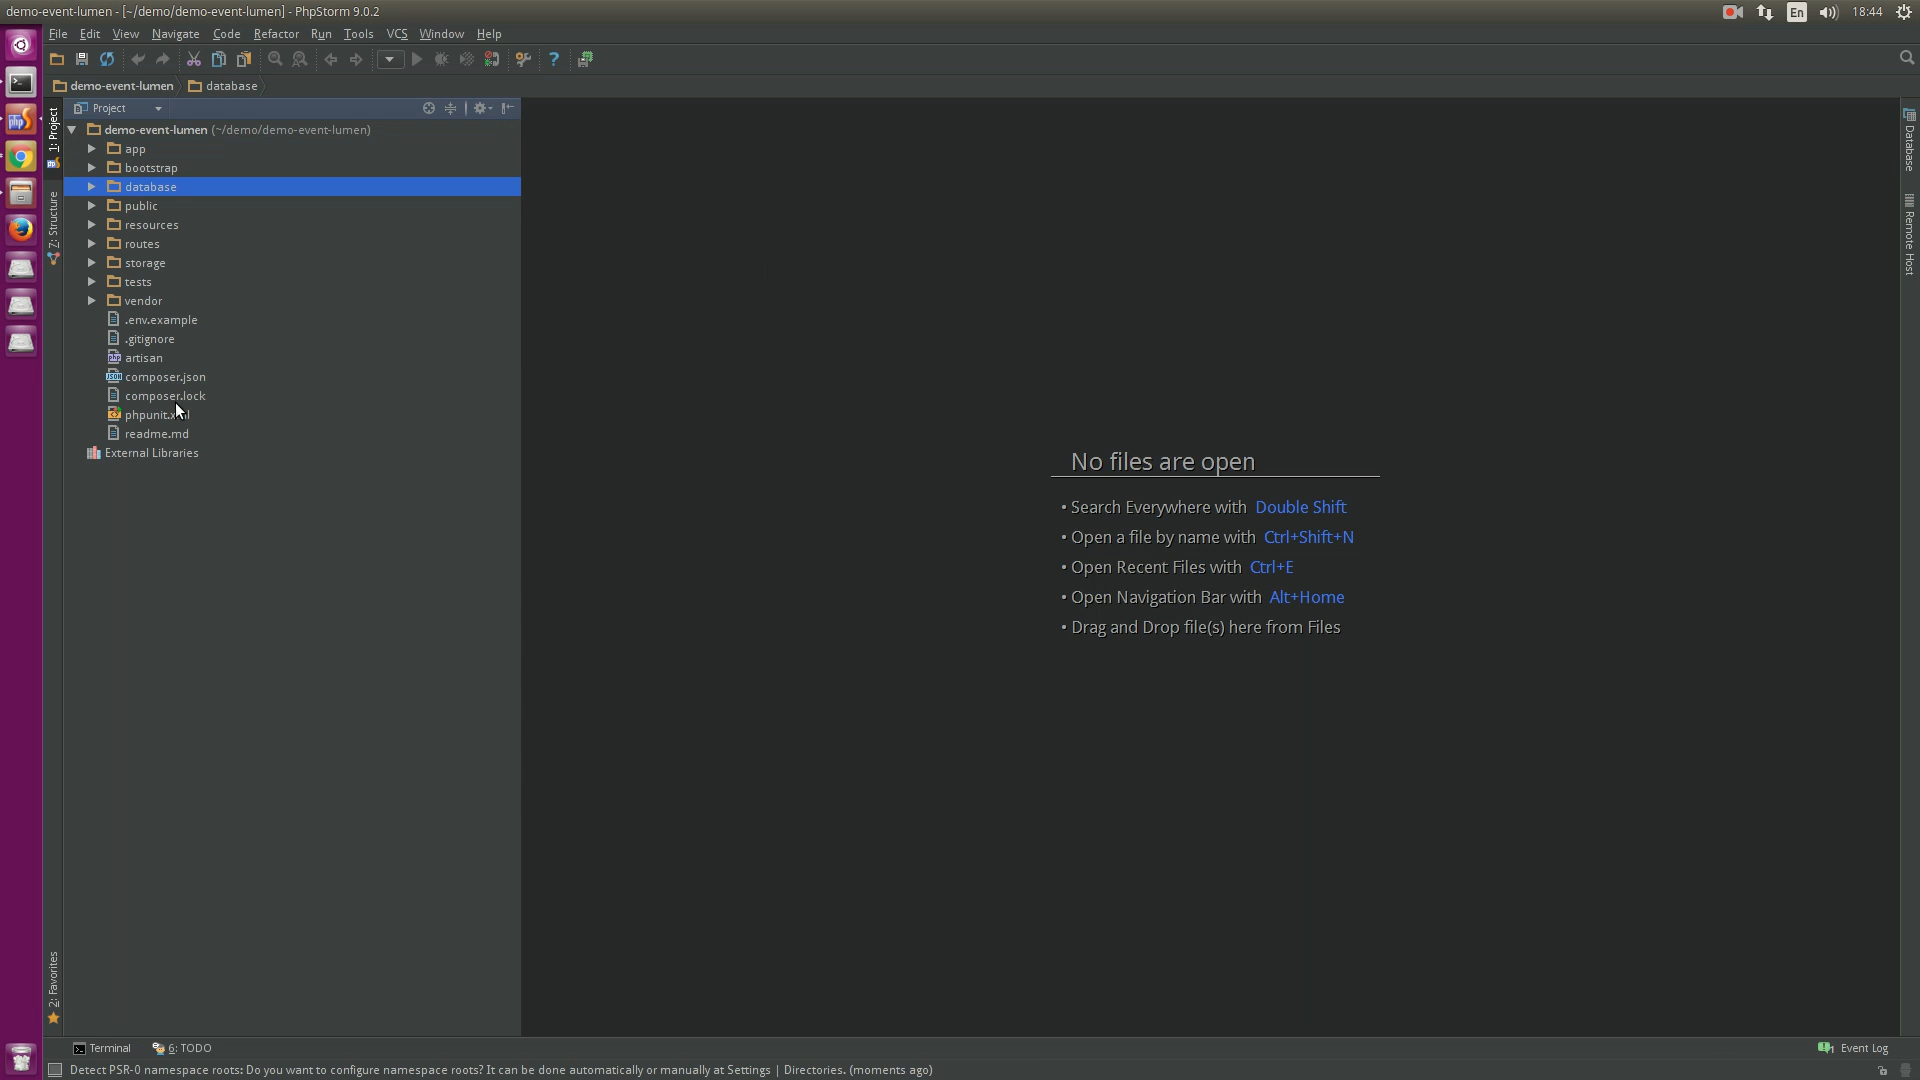 demo-event-lumen - [~/demo/demo-event-lumen] - PhpStorm 9.0.2
En
18:44
File Edit View Navigate Code Refactor Run Tools VCS Window Help
demo-event-lumen database
Project
1: Project
Z: Structure
2: Favorites
demo-event-lumen (~/demo/demo-event-lumen)
app
bootstrap
database
public
resources
routes
storage
tests
vendor
.env.example
.gitignore
artisan
composer.json
composer.lock
readme.md
External Libraries
No files are open
• Search Everywhere with Double Shift
• Open a file by name with Ctrl+Shift+N
• Open Recent Files with Ctrl+E
• Open Navigation Bar with Alt+Home
• Drag and Drop file(s) here from Files
Database
Remote Host
Terminal 6: TODO
Event Log
Detect PSR-0 namespace roots: Do you want to configure namespace roots? It can be done automatically or manually at Settings | Directories. (moments ago)